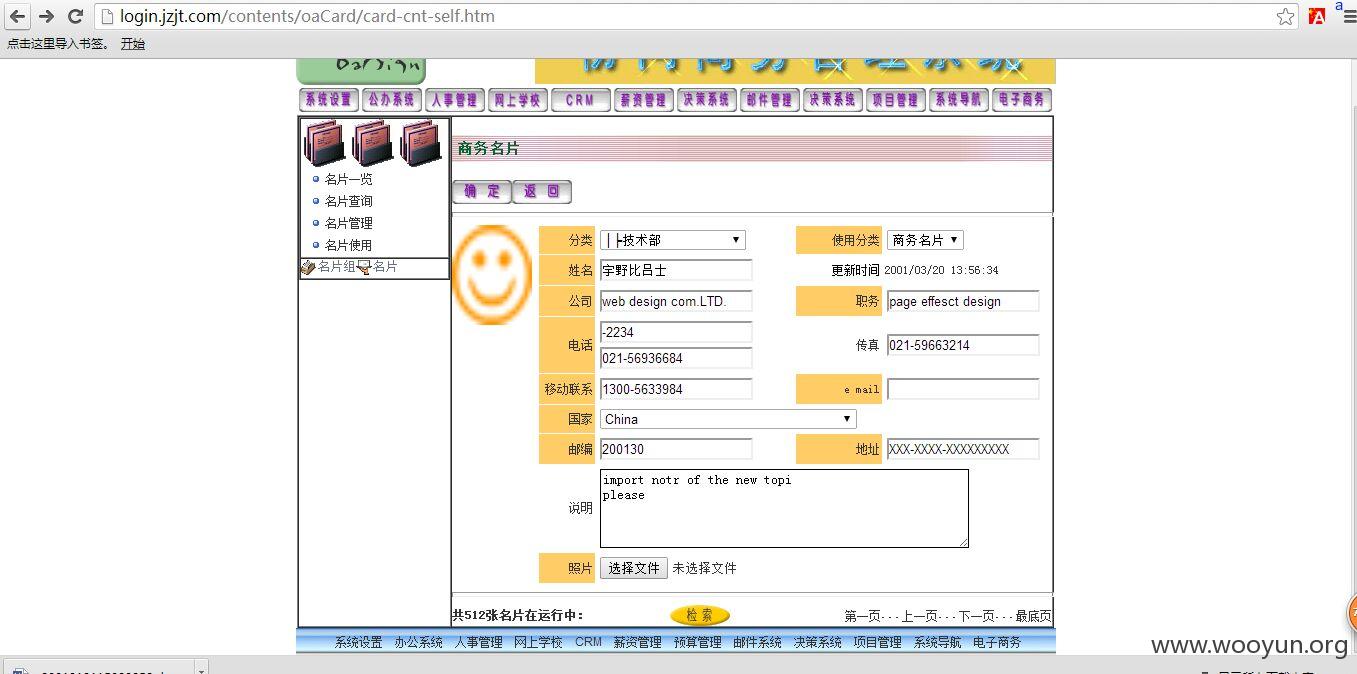 login.jzjt.com/contents/oaCard/card-cnt-self.htm
点击这里导入书签。 开始
系统设置 公办系统 人事管理 网上学校 CRM 薪资管理 决策系统 邮件管理 决策系统 项目管理 系统导航 电子商务
商务名片
名片一览
名片查询
名片管理
名片使用
名片组 名片
确 定 返 回
分类 | ├技术部 使用分类 商务名片
姓名 宇野比吕士 更新时间 2001/03/20 13:56:34
公司 web design com.LTD. 职务 page effesct design
电话 -2234
021-56936684 传真 021-59663214
移动联系 1300-5633984 e mail
国家 China
邮编 200130 地址 XXX-XXXX-XXXXXXXXX
说明 import notr of the new topi
please
照片 选择文件 未选择文件
共512张名片在运行中: 检 索 第一页··· 上一页··· 下一页··· 最底页
系统设置 办公系统 人事管理 网上学校 CRM 薪资管理 预算管理 邮件系统 决策系统 项目管理 系统导航 电子商务
www.wooyun.org